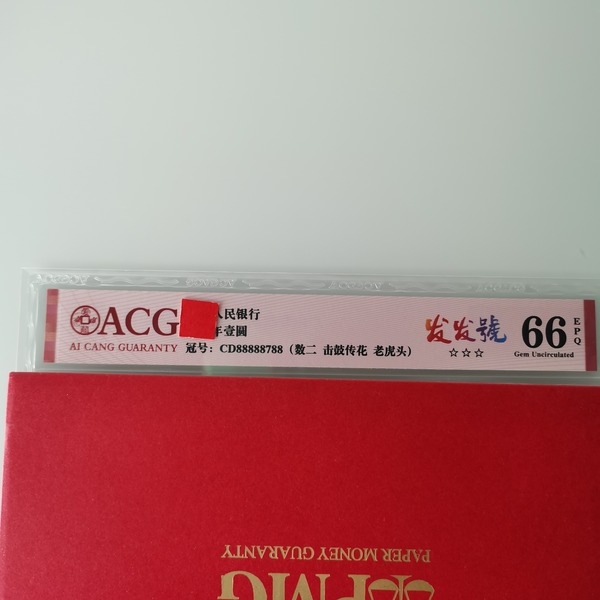 ACG
AI CANG GUARANTY
人民银行
年壹圆
冠号：CD88888788（数二 击鼓传花 老虎头）
发发號
☆☆☆
66
EPQ
Gem Uncirculated
PAPER MONEY GUARANTY
PMG